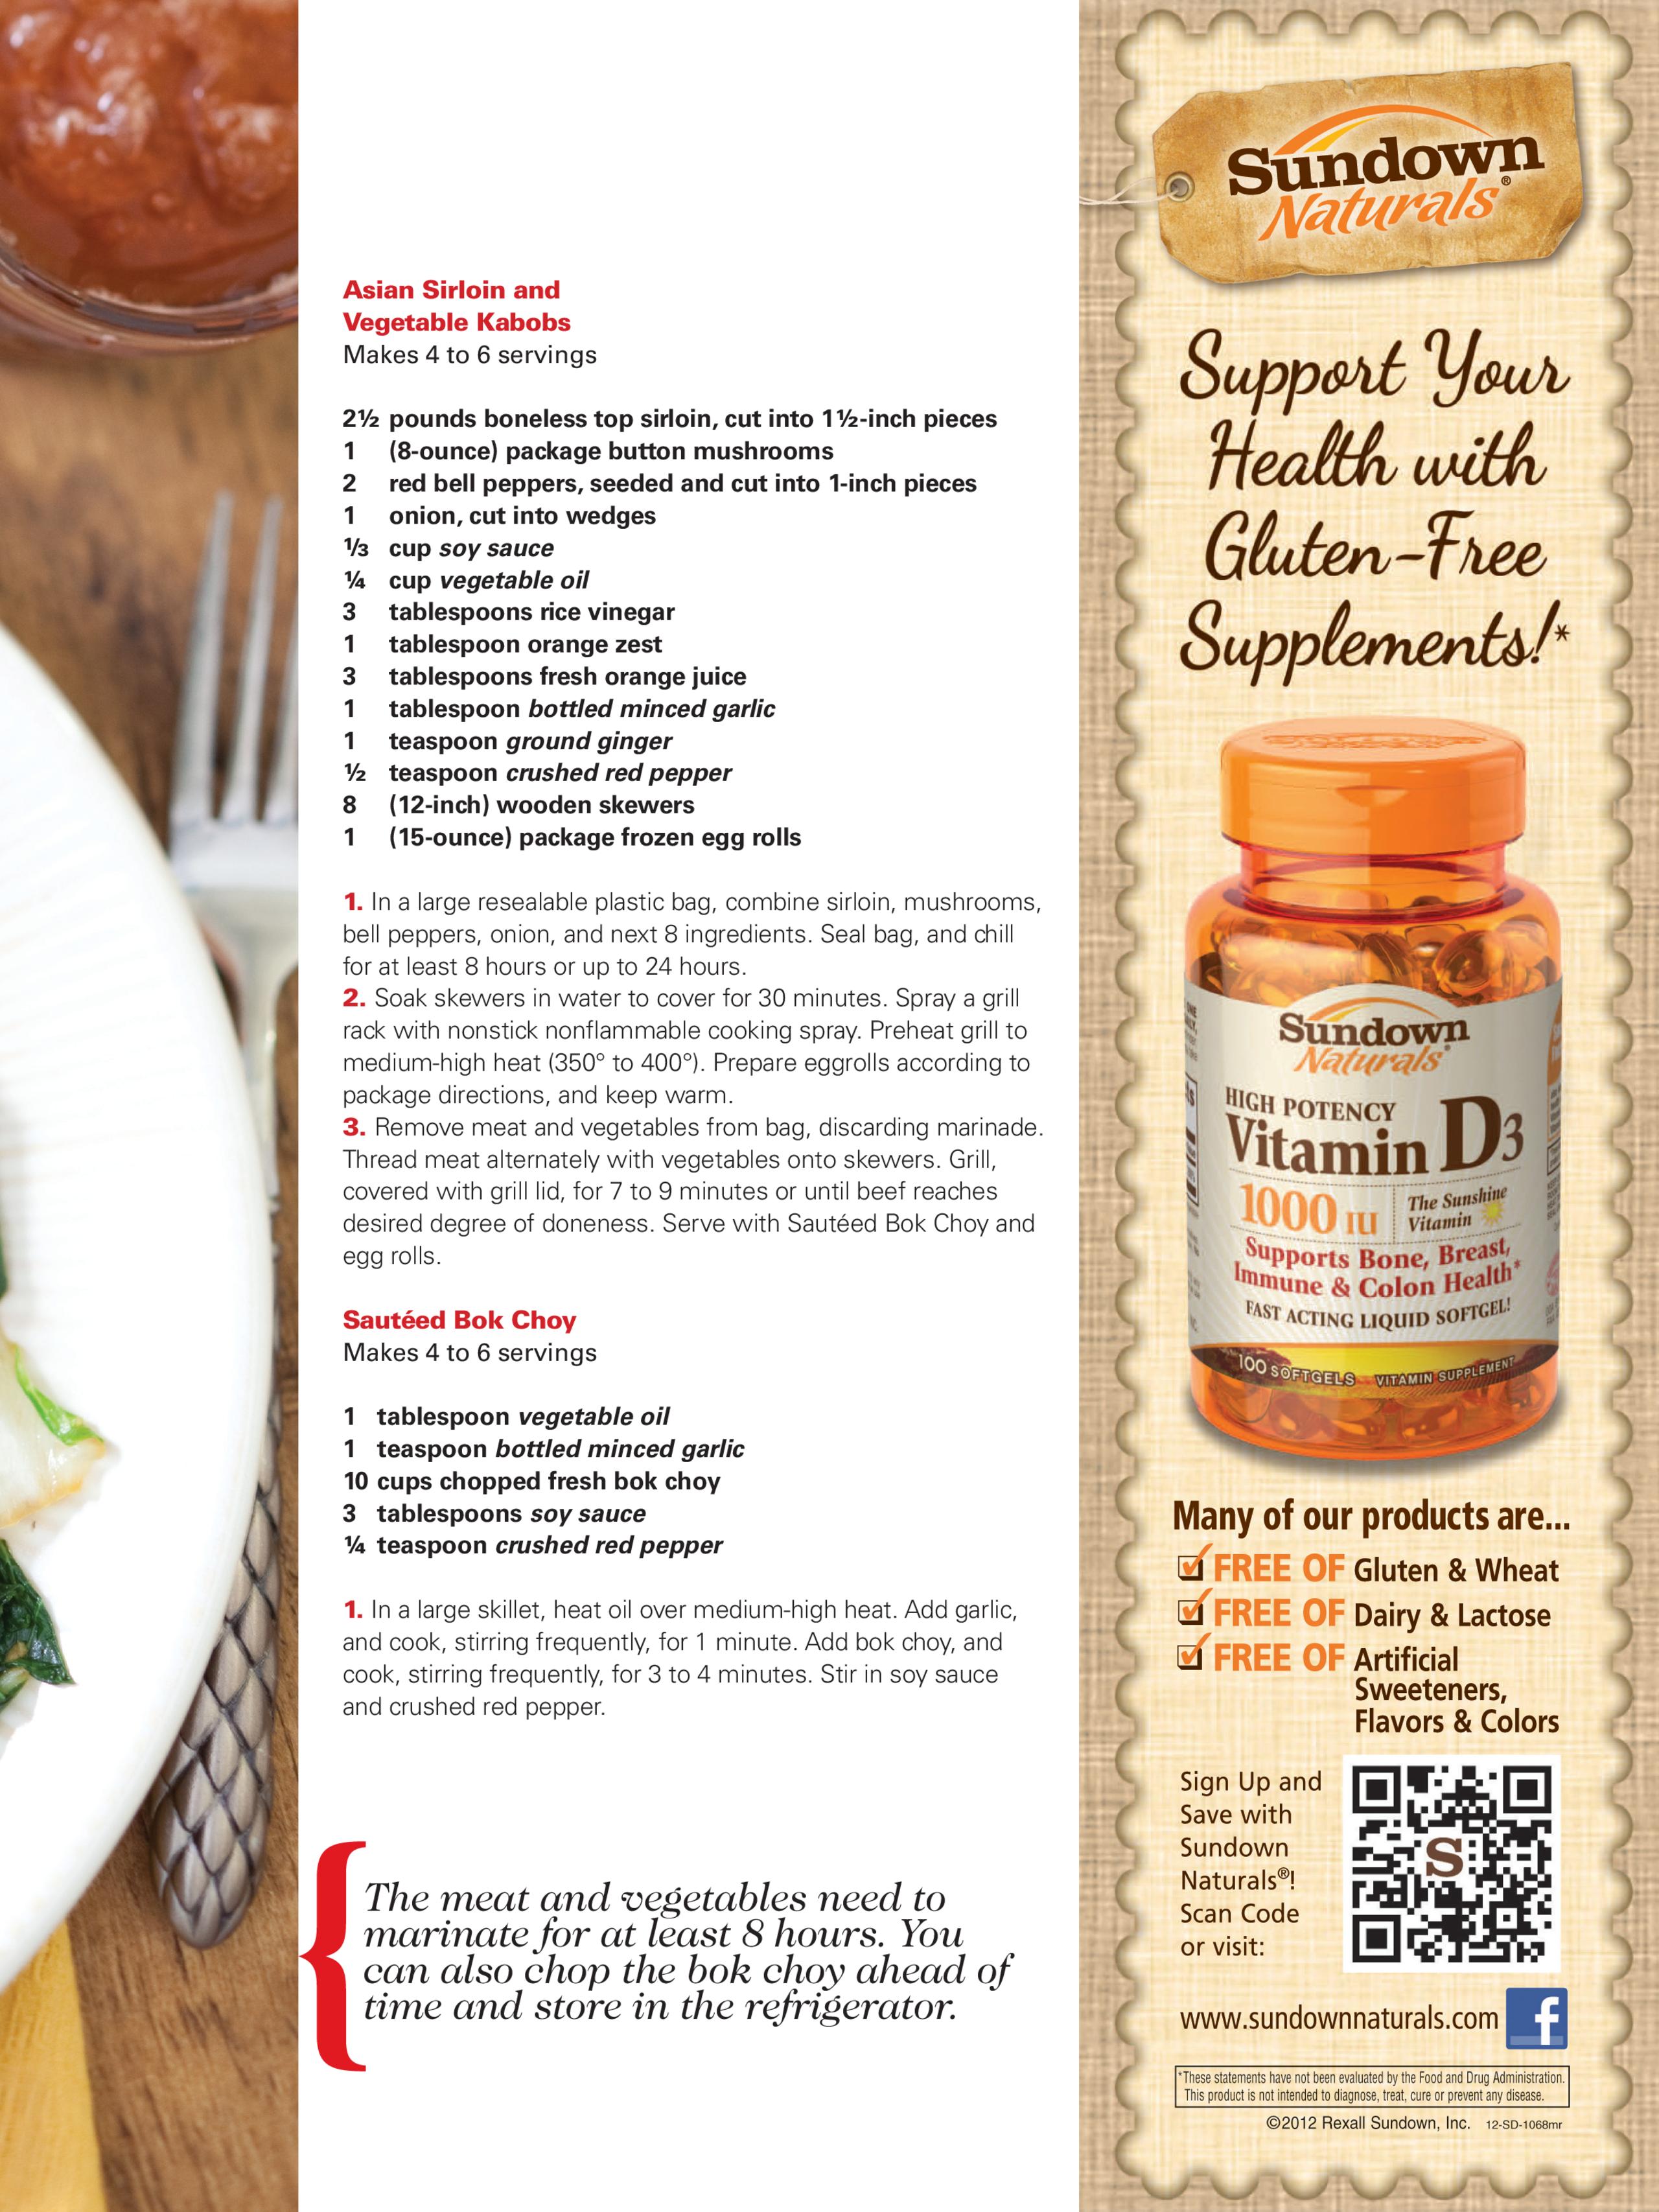 Asian Sirloin and
Vegetable Kabobs
Makes 4 to 6 servings
2½ pounds boneless top sirloin, cut into 1½-inch pieces
1 (8-ounce) package button mushrooms
2 red bell peppers, seeded and cut into 1-inch pieces
1 onion, cut into wedges
⅓ cup soy sauce
¼ cup vegetable oil
3 tablespoons rice vinegar
1 tablespoon orange zest
3 tablespoons fresh orange juice
1 tablespoon bottled minced garlic
1 teaspoon ground ginger
½ teaspoon crushed red pepper
8 (12-inch) wooden skewers
1 (15-ounce) package frozen egg rolls
1. In a large resealable plastic bag, combine sirloin, mushrooms,
bell peppers, onion, and next 8 ingredients. Seal bag, and chill
for at least 8 hours or up to 24 hours.
2. Soak skewers in water to cover for 30 minutes. Spray a grill
rack with nonstick nonflammable cooking spray. Preheat grill to
medium-high heat (350° to 400°). Prepare eggrolls according to
package directions, and keep warm.
3. Remove meat and vegetables from bag, discarding marinade.
Thread meat alternately with vegetables onto skewers. Grill,
covered with grill lid, for 7 to 9 minutes or until beef reaches
desired degree of doneness. Serve with Sautéed Bok Choy and
egg rolls.
Sautéed Bok Choy
Makes 4 to 6 servings
1 tablespoon vegetable oil
1 teaspoon bottled minced garlic
10 cups chopped fresh bok choy
3 tablespoons soy sauce
¼ teaspoon crushed red pepper
1. In a large skillet, heat oil over medium-high heat. Add garlic,
and cook, stirring frequently, for 1 minute. Add bok choy, and
cook, stirring frequently, for 3 to 4 minutes. Stir in soy sauce
and crushed red pepper.
The meat and vegetables need to
marinate for at least 8 hours. You
can also chop the bok choy ahead of
time and store in the refrigerator.
Sundown
Naturals®
Support Your
Health with
Gluten-Free
Supplements!*
Sundown
Naturals®
HIGH POTENCY
Vitamin D3
1000 IU
The Sunshine
Vitamin
Supports Bone, Breast,
Immune & Colon Health*
FAST ACTING LIQUID SOFTGEL!
100 SOFTGELS VITAMIN SUPPLEMENT
Many of our products are...
FREE OF Gluten & Wheat
FREE OF Dairy & Lactose
FREE OF Artificial
Sweeteners,
Flavors & Colors
Sign Up and
Save with
Sundown
Naturals®!
Scan Code
or visit:
S
www.sundownnaturals.com f
*These statements have not been evaluated by the Food and Drug Administration.
This product is not intended to diagnose, treat, cure or prevent any disease.
©2012 Rexall Sundown, Inc. 12-SD-1068mr